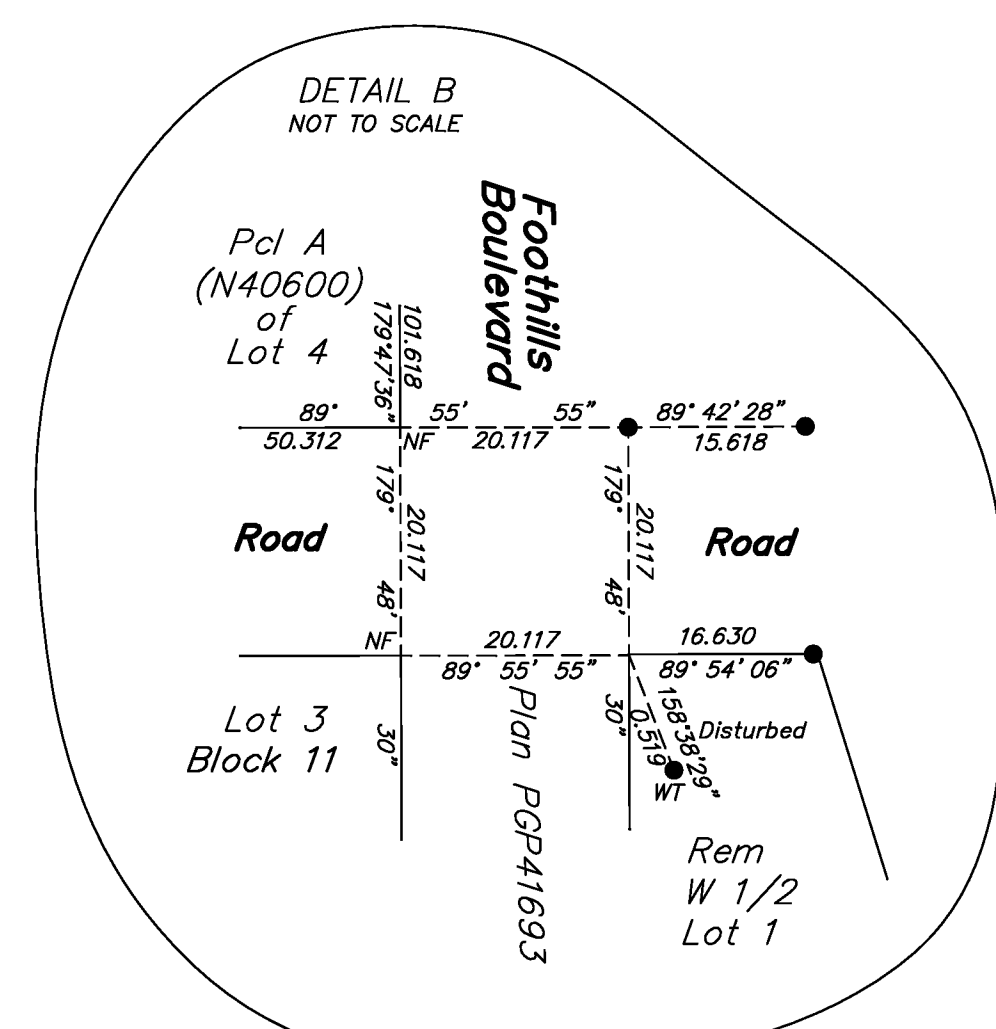 DETAIL B
NOT TO SCALE
Foothills
Boulevard
Pcl A
(N40600)
of
Lot 4
101.618
179°47'36"
89° 55' 55"
50.312
NF
20.117
89° 42' 28"
15.618
179° 48' 30"
20.117
179° 48' 30"
20.117
Road
Road
NF
20.117
89° 55' 55"
16.630
89° 54' 06"
Lot 3
Block 11
Plan PGP41693
158°38'29"
0.519
Disturbed
WT
Rem
W 1/2
Lot 1